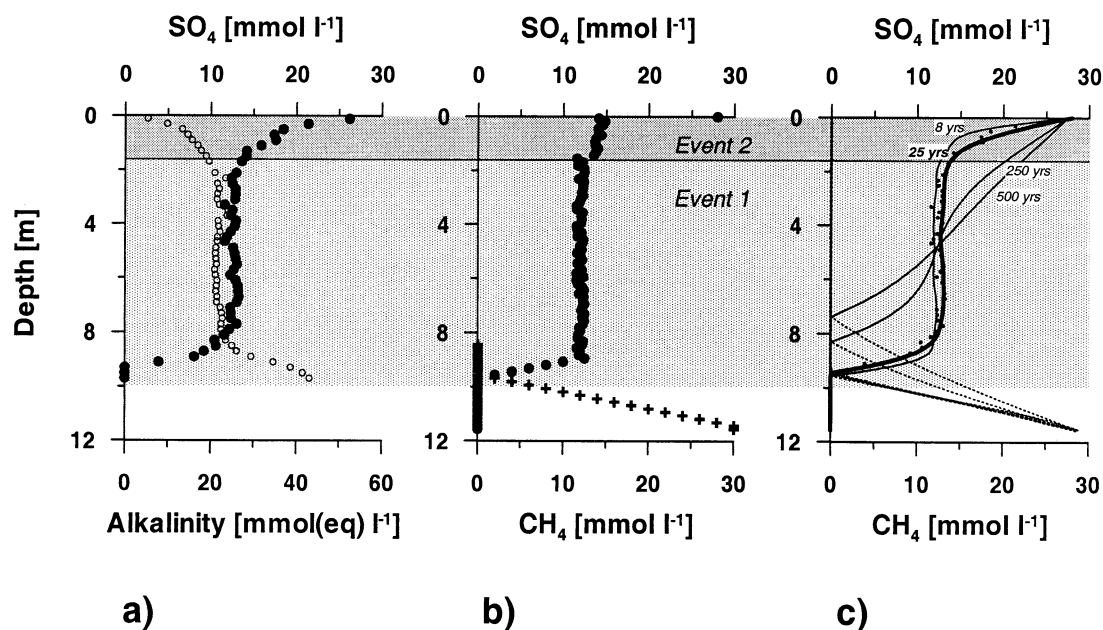 SO₄ [mmol l⁻¹] SO₄ [mmol l⁻¹] SO₄ [mmol l⁻¹]
0 10 20 30 0 10 20 30 0 10 20 30
0 0 0
8 yrs
Event 2
25 yrs
250 yrs
Event 1
500 yrs
4 4 4
Depth [m]
8 8 8
12 12 12
0 20 40 60 0 10 20 30 0 10 20 30
Alkalinity [mmol(eq) l⁻¹] CH₄ [mmol l⁻¹] CH₄ [mmol l⁻¹]
a) b) c)